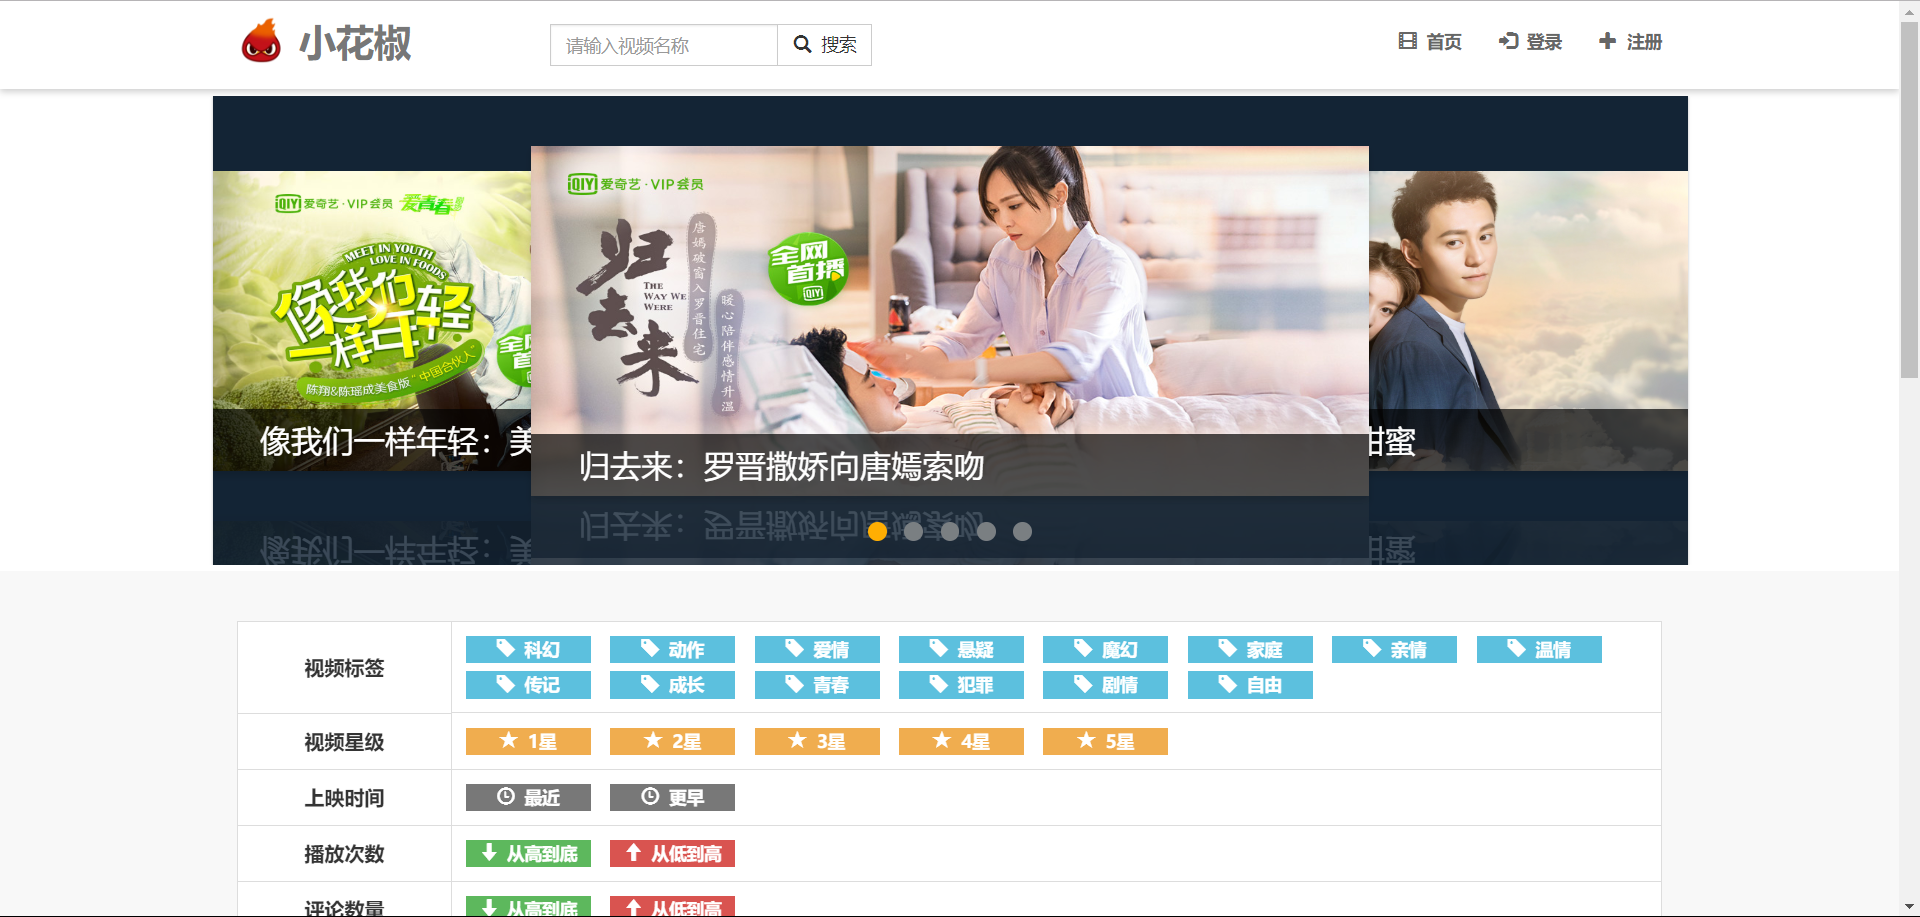 小花椒
请输入视频名称
搜索
首页
登录
注册
iQIYI 爱奇艺·VIP会员
爱青春
MEET IN YOUTH
LOVE IN FOODS
像我们
一样年轻
陈翔&陈瑶成美食版"中国合伙人"
像我们一样年轻：美
iQIYI 爱奇艺·VIP会员
归去来
THE
WAY WE
WERE
唐嫣破窗入罗晋住宅
暖心陪伴感情升温
全网
首播
iQIYI
归去来：罗晋撒娇向唐嫣索吻
甜蜜
视频标签
科幻 动作 爱情 悬疑 魔幻 家庭 亲情 温情
传记 成长 青春 犯罪 剧情 自由
视频星级
1星 2星 3星 4星 5星
上映时间
最近 更早
播放次数
从高到底 从低到高
评论数量
从高到底 从低到高